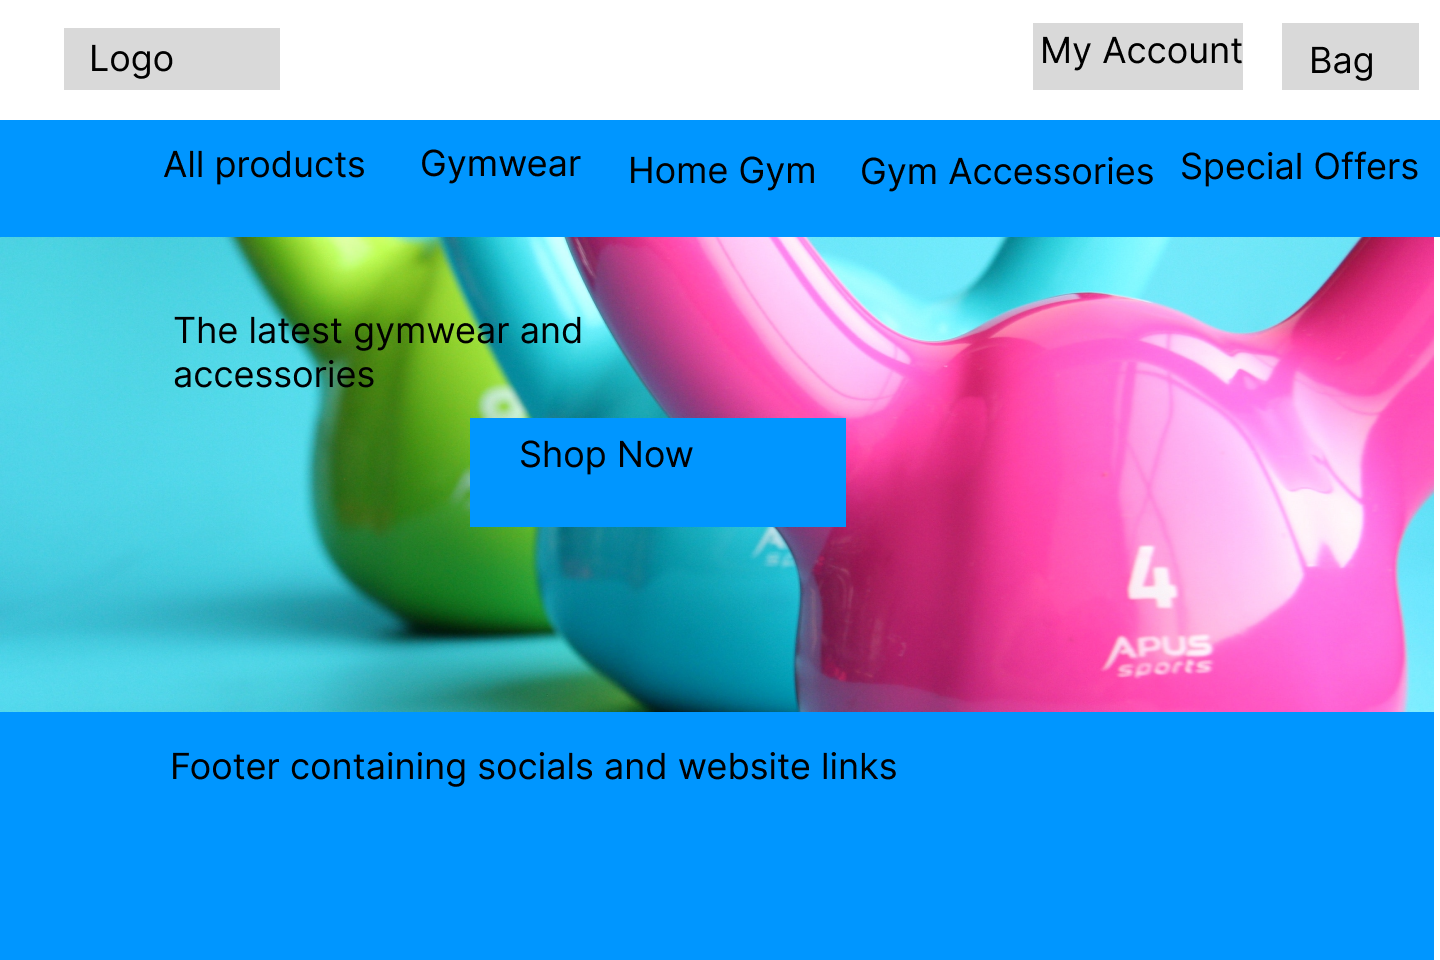 Logo
My Account
Bag
All products
Gymwear
Home Gym
Gym Accessories
Special Offers
The latest gymwear and
accessories
Shop Now
4
APUS
sports
Footer containing socials and website links